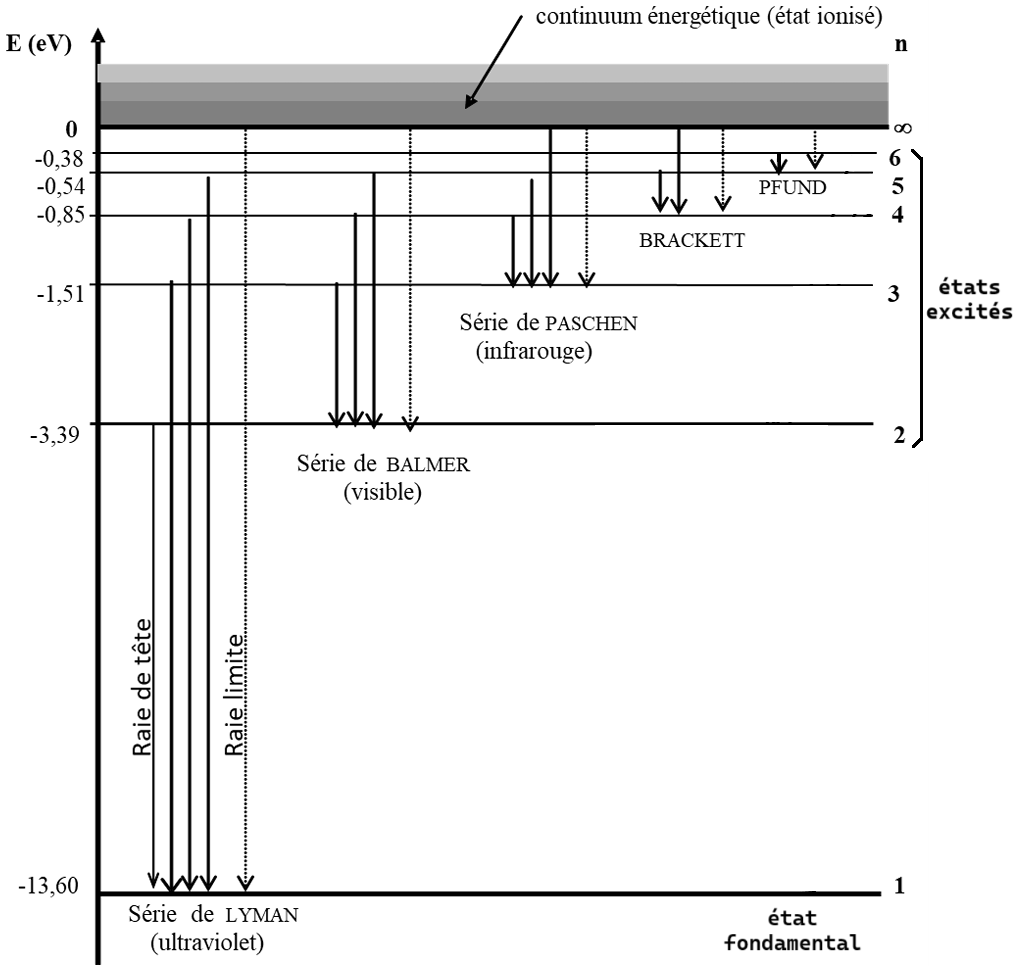 continuum énergétique (état ionisé)
E (eV)
n
0
∞
-0,38
6
-0,54
5
PFUND
-0,85
4
BRACKETT
-1,51
3
états
excités
Série de PASCHEN
(infrarouge)
-3,39
2
Série de BALMER
(visible)
Raie de tête
Raie limite
-13,60
1
Série de LYMAN
(ultraviolet)
état
fondamental